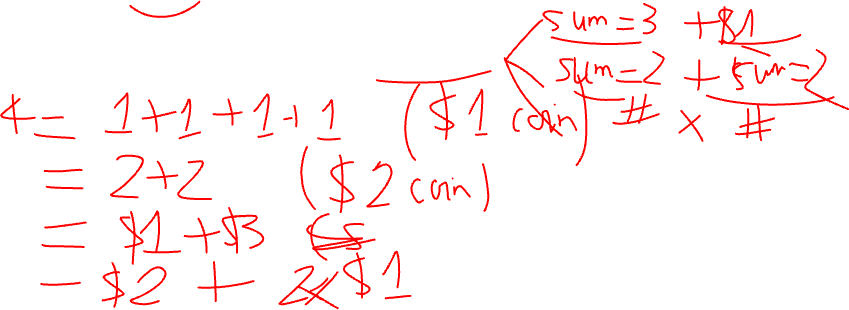 sum=3 +$1
sum=2 + sum=2
# x #
4= 1+1+1+1 ($1 coin)
= 2+2 ($2 coin)
= $1+$3
= $2 + 2x$1